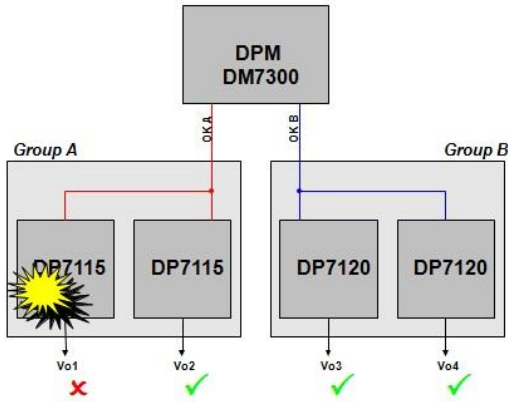 DPM
DM7300
OK A
OK B
Group A
Group B
DP7115
DP7115
DP7120
DP7120
Vo1
Vo2
Vo3
Vo4